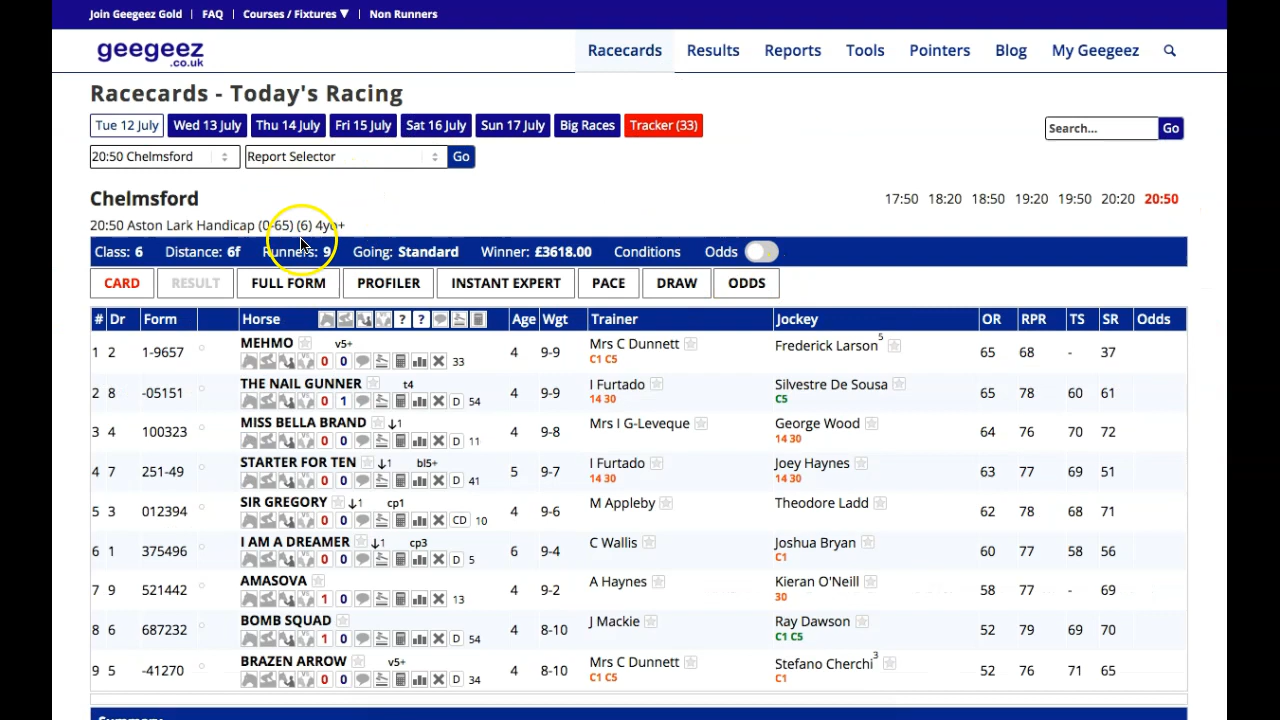 Join Geegeez Gold | FAQ | Courses / Fixtures ▼ | Non Runners
geegeez .co.uk
Racecards Results Reports Tools Pointers Blog My Geegeez
Racecards - Today's Racing
Tue 12 July Wed 13 July Thu 14 July Fri 15 July Sat 16 July Sun 17 July Big Races Tracker (33)
Search... Go
20:50 Chelmsford Report Selector Go
Chelmsford
17:50 18:20 18:50 19:20 19:50 20:20 20:50
20:50 Aston Lark Handicap (0-65) (6) 4yo+
Class: 6 Distance: 6f Runners: 9 Going: Standard Winner: £3618.00 Conditions Odds
CARD RESULT FULL FORM PROFILER INSTANT EXPERT PACE DRAW ODDS
# Dr Form Horse VS ? ? Age Wgt Trainer Jockey OR RPR TS SR Odds
1 2 1-9657 MEHMO v5+ 0 0 33 4 9-9 Mrs C Dunnett C1 C5 Frederick Larson 5 65 68 - 37
2 8 -05151 THE NAIL GUNNER t4 0 1 D 54 4 9-9 I Furtado 14 30 Silvestre De Sousa C5 65 78 60 61
3 4 100323 MISS BELLA BRAND ↓1 0 0 D 11 4 9-8 Mrs I G-Leveque George Wood 14 30 64 76 70 72
4 7 251-49 STARTER FOR TEN ↓1 bl5+ 0 0 D 41 5 9-7 I Furtado 14 30 Joey Haynes 14 30 63 77 69 51
5 3 012394 SIR GREGORY ↓1 cp1 0 0 CD 10 4 9-6 M Appleby Theodore Ladd 62 78 68 71
6 1 375496 I AM A DREAMER ↓1 cp3 0 0 D 5 6 9-4 C Wallis Joshua Bryan C1 60 77 58 56
7 9 521442 AMASOVA 1 0 13 4 9-2 A Haynes Kieran O'Neill 30 58 77 - 69
8 6 687232 BOMB SQUAD 1 0 D 54 4 8-10 J Mackie Ray Dawson C1 C5 52 79 69 70
9 5 -41270 BRAZEN ARROW v5+ 0 0 D 34 4 8-10 Mrs C Dunnett C1 C5 Stefano Cherchi 3 C1 52 76 71 65
Summary